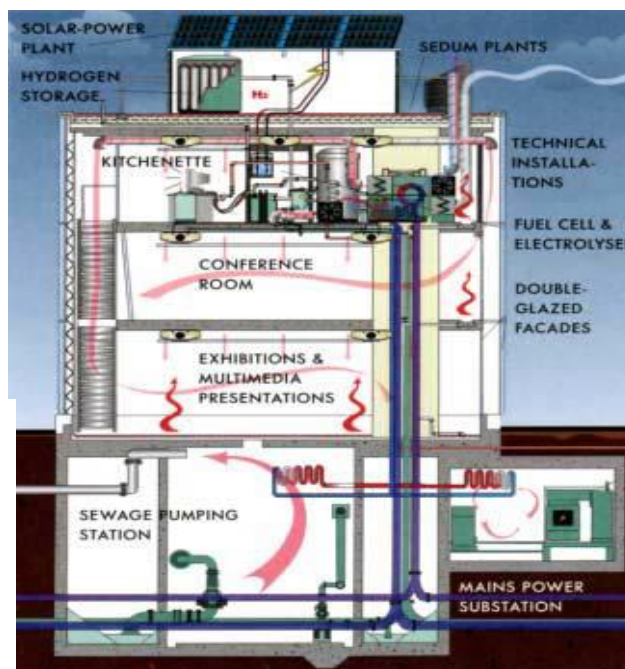 SOLAR-POWER
PLANT
SEDUM PLANTS
HYDROGEN
STORAGE
H₂
KITCHENETTE
TECHNICAL
INSTALLA-
TIONS
FUEL CELL &
ELECTROLYSE
CONFERENCE
ROOM
DOUBLE-
GLAZED
FACADES
EXHIBITIONS &
MULTIMEDIA
PRESENTATIONS
SEWAGE PUMPING
STATION
MAINS POWER
SUBSTATION